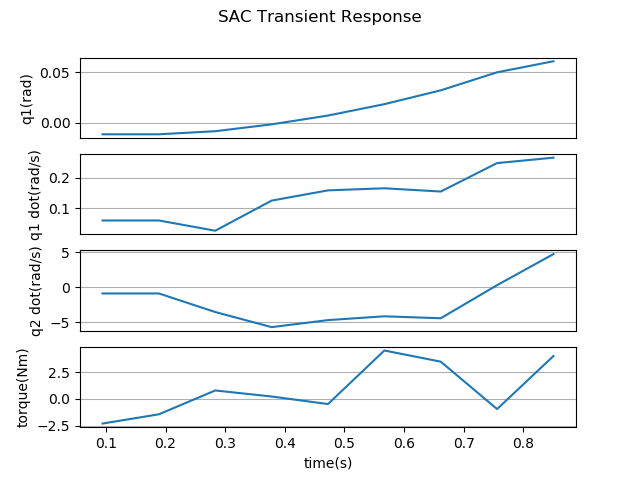 SAC Transient Response
0.05
0.00
q1(rad)
0.2
0.1
q1 dot(rad/s)
5
0
−5
q2 dot(rad/s)
2.5
0.0
−2.5
torque(Nm)
0.1 0.2 0.3 0.4 0.5 0.6 0.7 0.8
time(s)